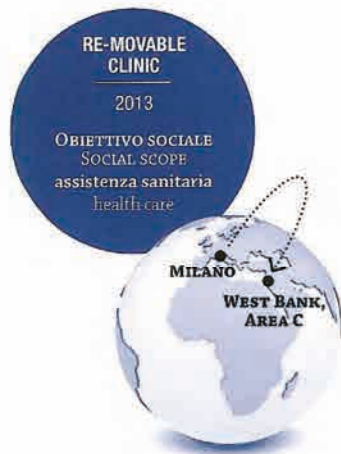 RE-MOVABLE
CLINIC
2013
OBIETTIVO SOCIALE
SOCIAL SCOPE
assistenza sanitaria
health care
MILANO
WEST BANK,
AREA C